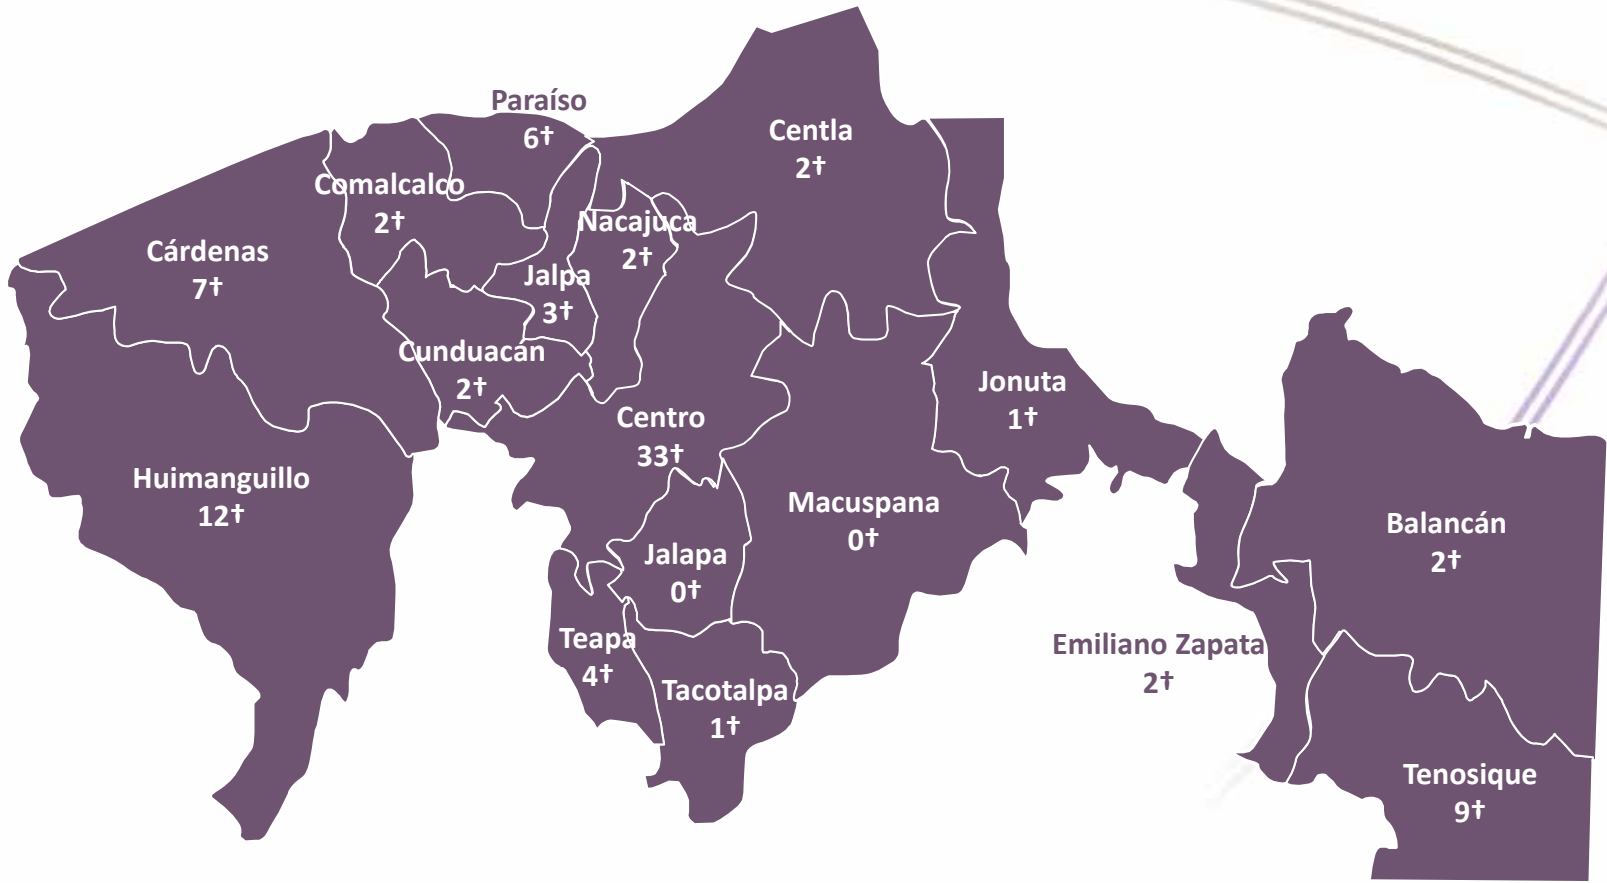 Paraíso
6†
Centla
2†
Comalcalco
2†
Nacajuca
2†
Cárdenas
7†
Jalpa
3†
Cunduacán
2†
Jonuta
1†
Centro
33†
Huimanguillo
12†
Macuspana
0†
Balancán
2†
Jalapa
0†
Teapa
4†
Emiliano Zapata
2†
Tacotalpa
1†
Tenosique
9†